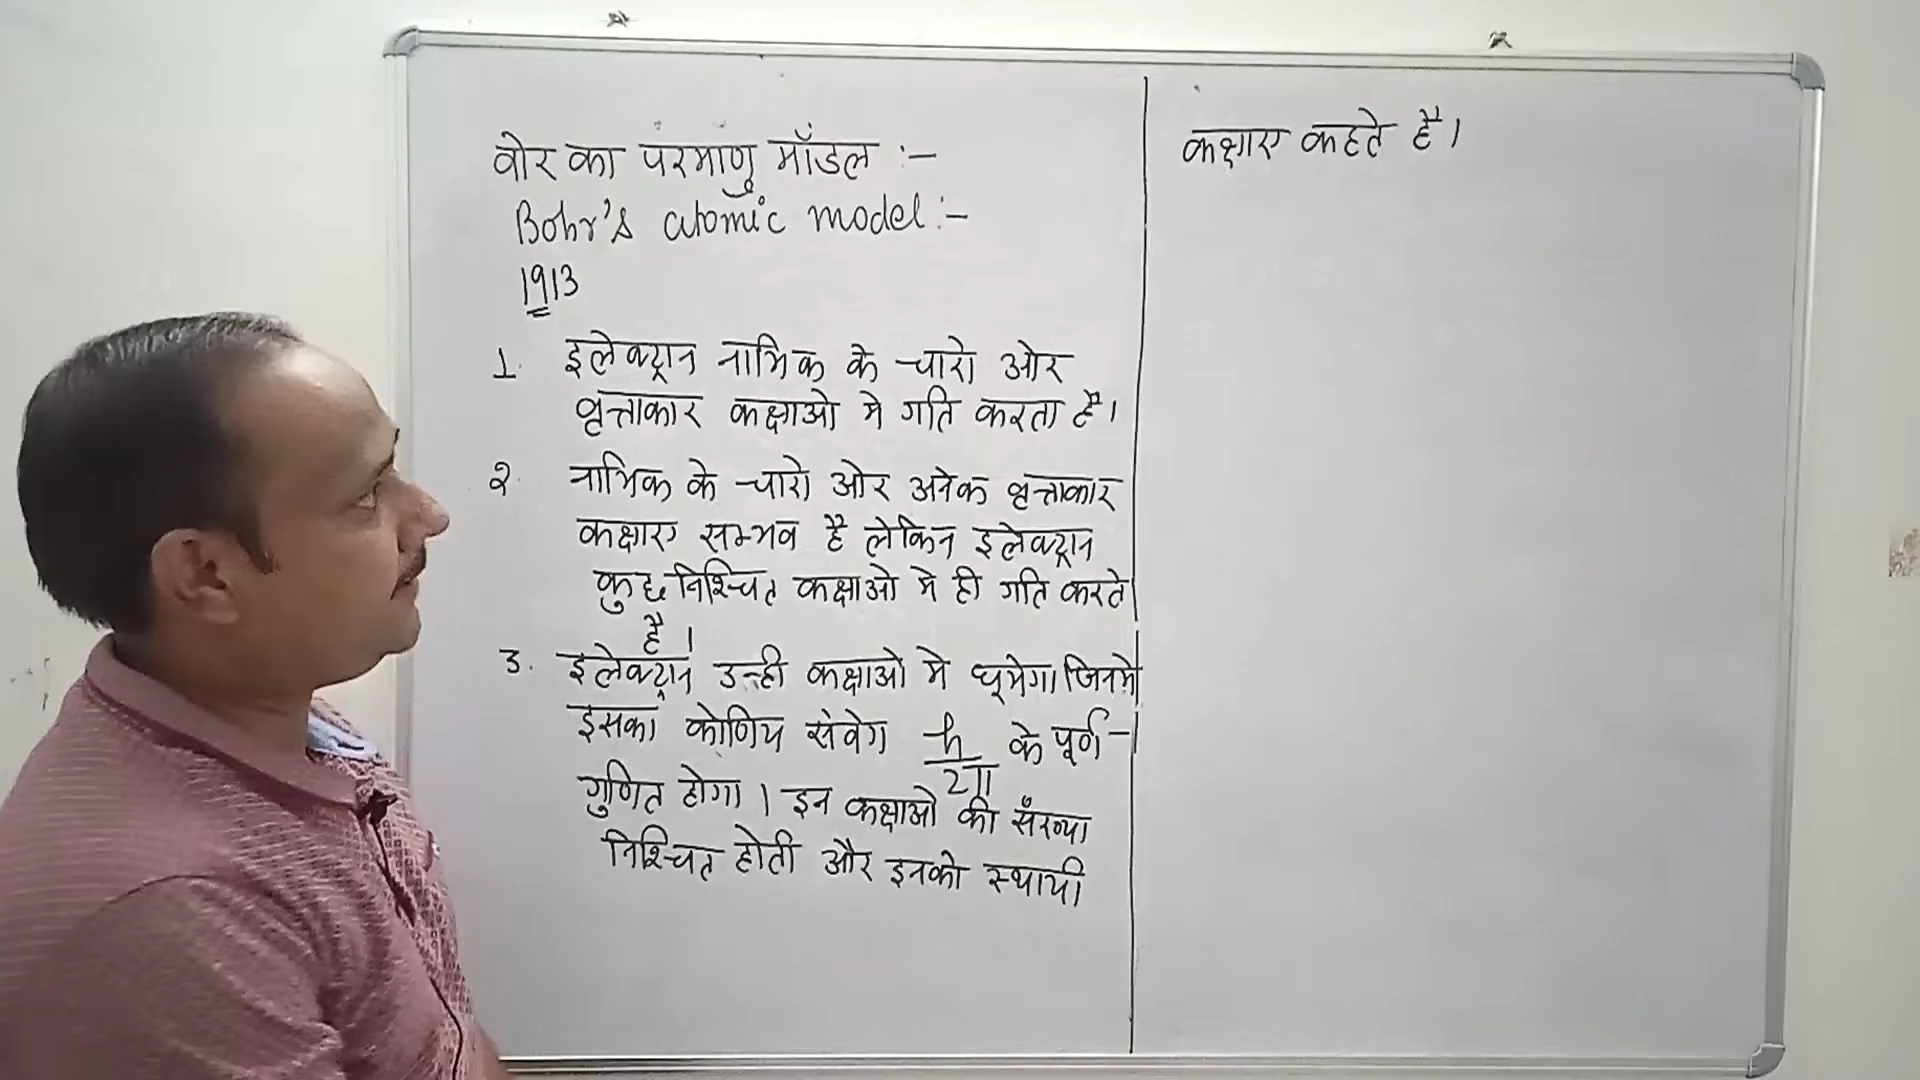 वोर का परमाणु मॉडल :-
Bohr's atomic model:-
1913
1. इलेक्ट्रान नाभिक के चारो ओर
वृत्ताकार कक्षाओ मे गति करता है।
२. नाभिक के चारो ओर अनेक वृत्ताकार
कक्षाए सम्भव है लेकिन इलेक्ट्रान
कुछ निश्चित कक्षाओ मे ही गति करते
है।
3. इलेक्ट्रान उन्ही कक्षाओ मे घूमेगा जिनमे
इसका कोणिय संवेग h/2π के पूर्ण-
गुणित होगा। इन कक्षाओ की सँख्या
निश्चित होती और इनको स्थायी
कक्षाए कहते है।